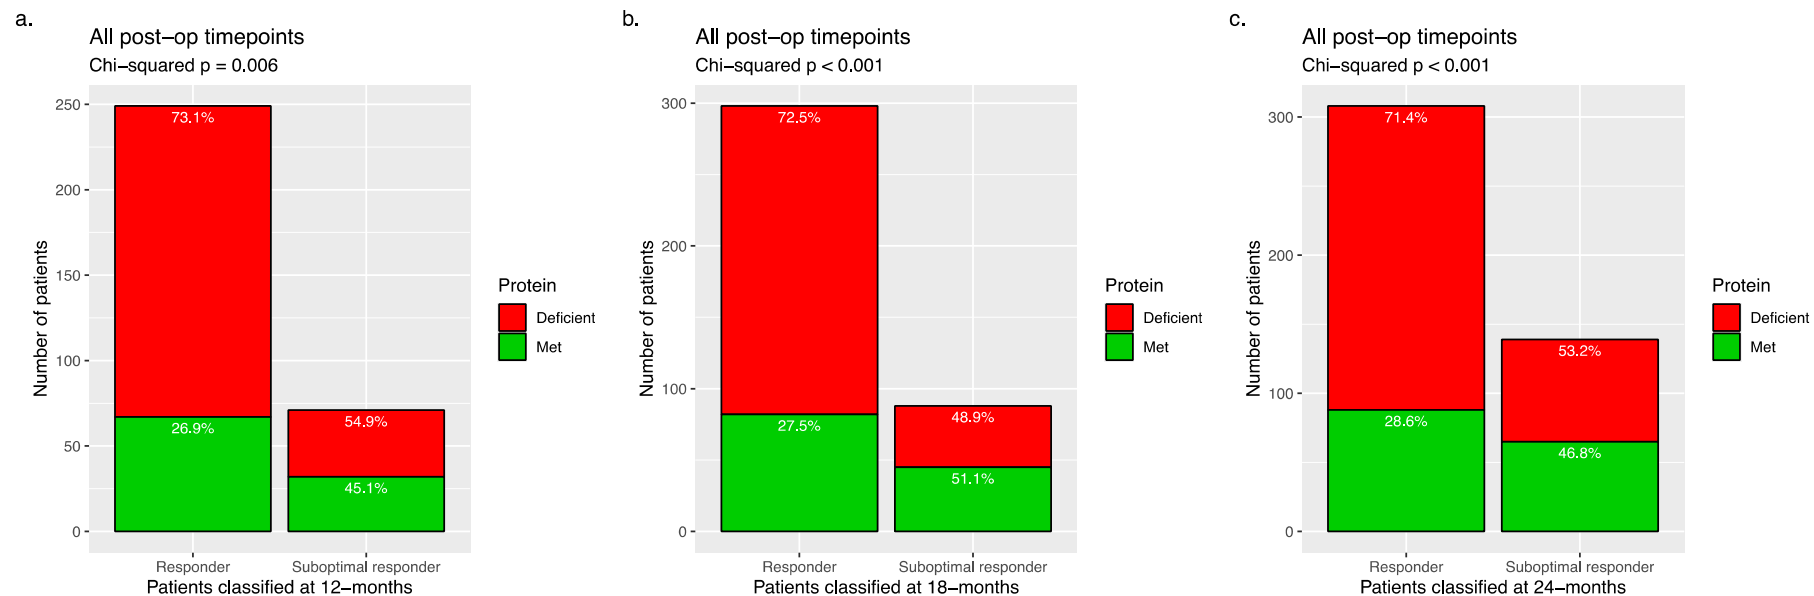 a.
All post–op timepoints
Chi–squared p = 0.006
Number of patients
250
200
150
100
50
0
73.1%
26.9%
54.9%
45.1%
Responder
Suboptimal responder
Patients classified at 12–months
Protein
Deficient
Met
b.
All post–op timepoints
Chi–squared p < 0.001
Number of patients
300
200
100
0
72.5%
27.5%
48.9%
51.1%
Responder
Suboptimal responder
Patients classified at 18–months
Protein
Deficient
Met
c.
All post–op timepoints
Chi–squared p < 0.001
Number of patients
300
200
100
0
71.4%
28.6%
53.2%
46.8%
Responder
Suboptimal responder
Patients classified at 24–months
Protein
Deficient
Met